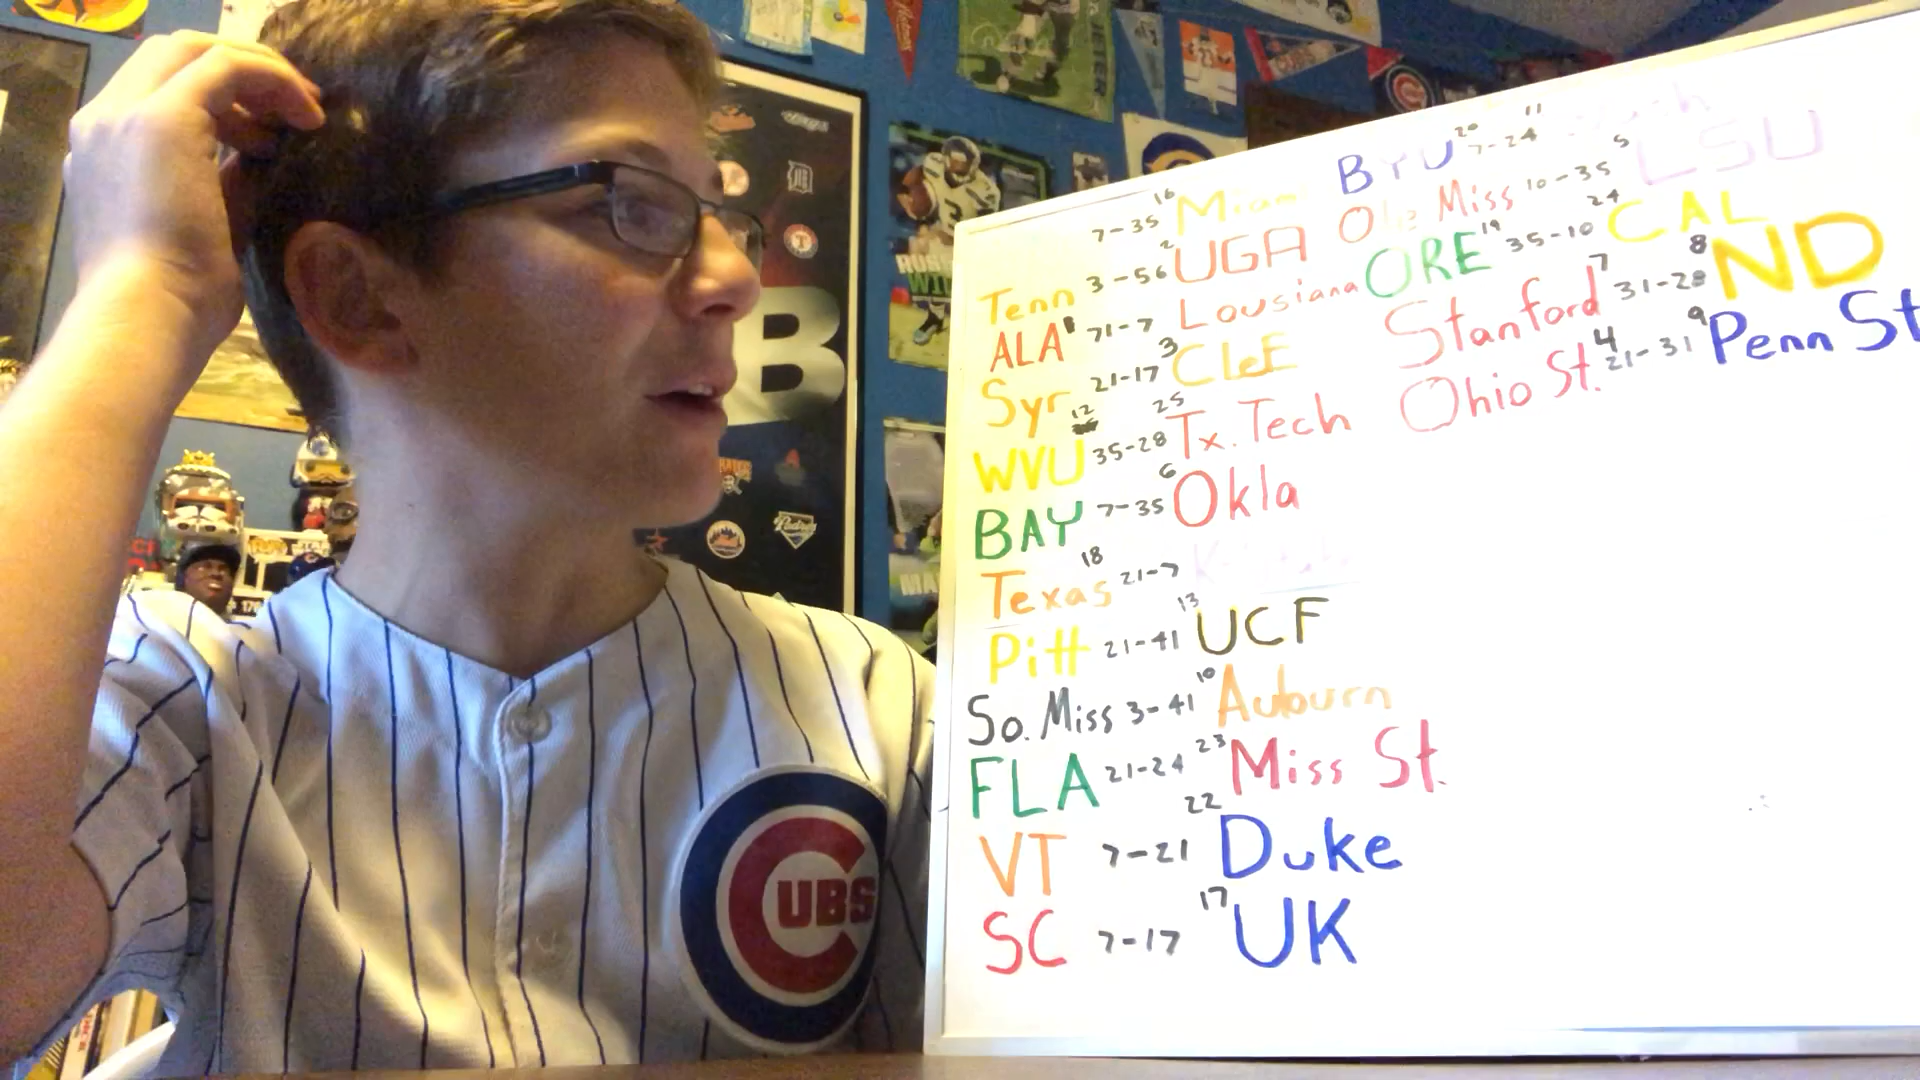 BYU 20 7-24 11
7-35 16 Miami Ole Miss 10-35 5 LSU
Tenn 3-56 2 UGA ORE 19 35-10 24 CAL
ALA 1 71-7 Lousiana Stanford 7 31-28 8 ND
Syr 21-17 3 CleE Ohio St. 4 21-31 9 Penn St
WVU 12 35-28 25 Tx. Tech
BAY 7-35 6 Okla
Texas 18 21-7
Pitt 21-41 13 UCF
So. Miss 3-41 10 Auburn
FLA 21-24 23 Miss St.
VT 7-21 22 Duke
SC 7-17 17 UK
CUBS
B
Padres